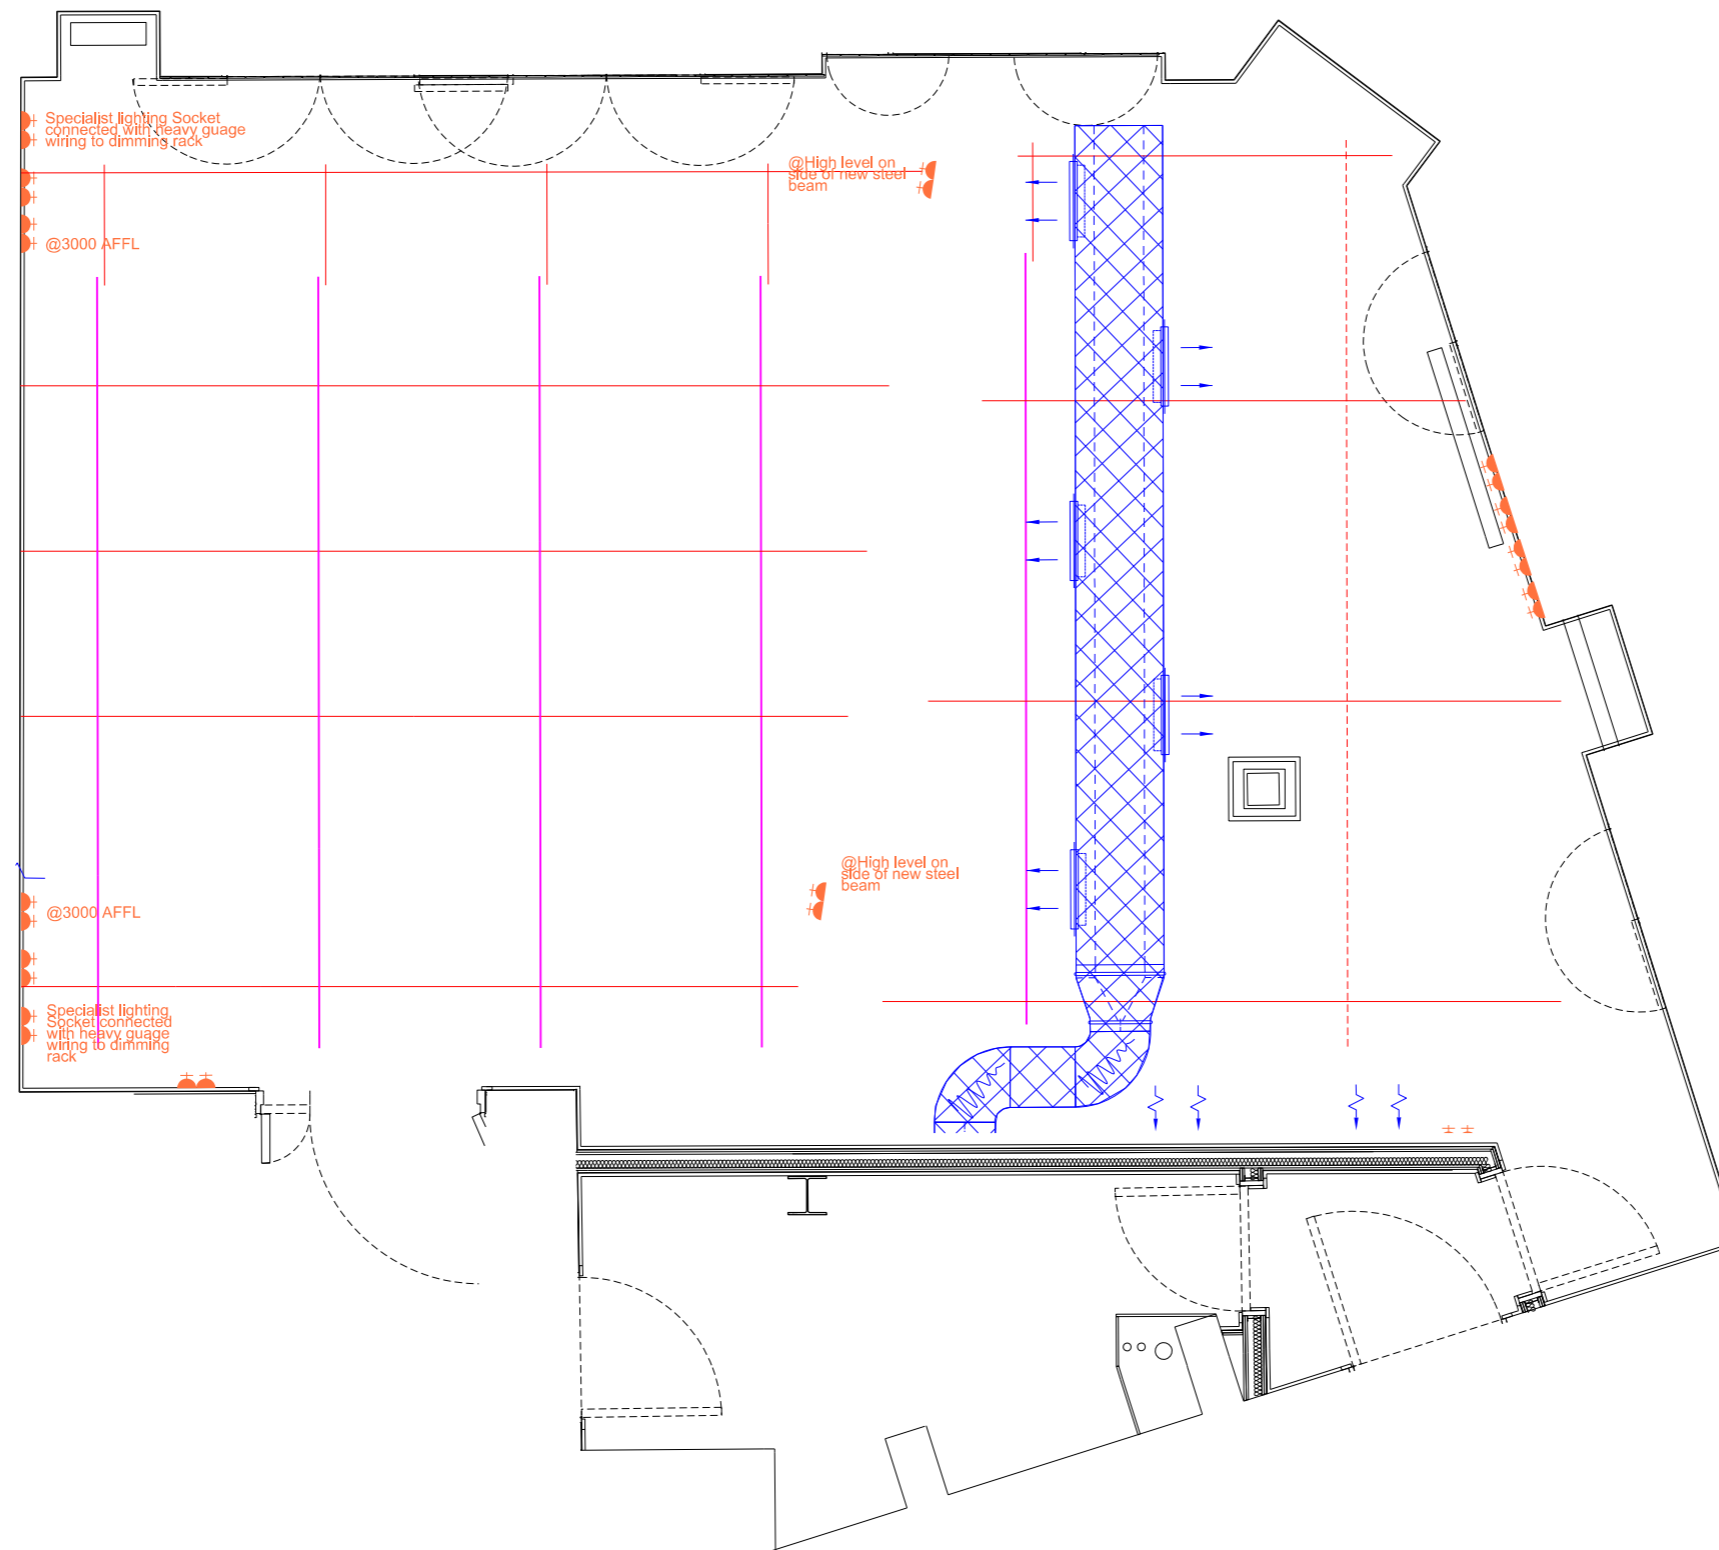 Specialist lighting Socket
connected with heavy guage
wiring to dimming rack
@High level on
side of new steel
beam
@3000 AFFL
@High level on
side of new steel
beam
@3000 AFFL
Specialist lighting
Socket connected
with heavy guage
wiring to dimming
rack